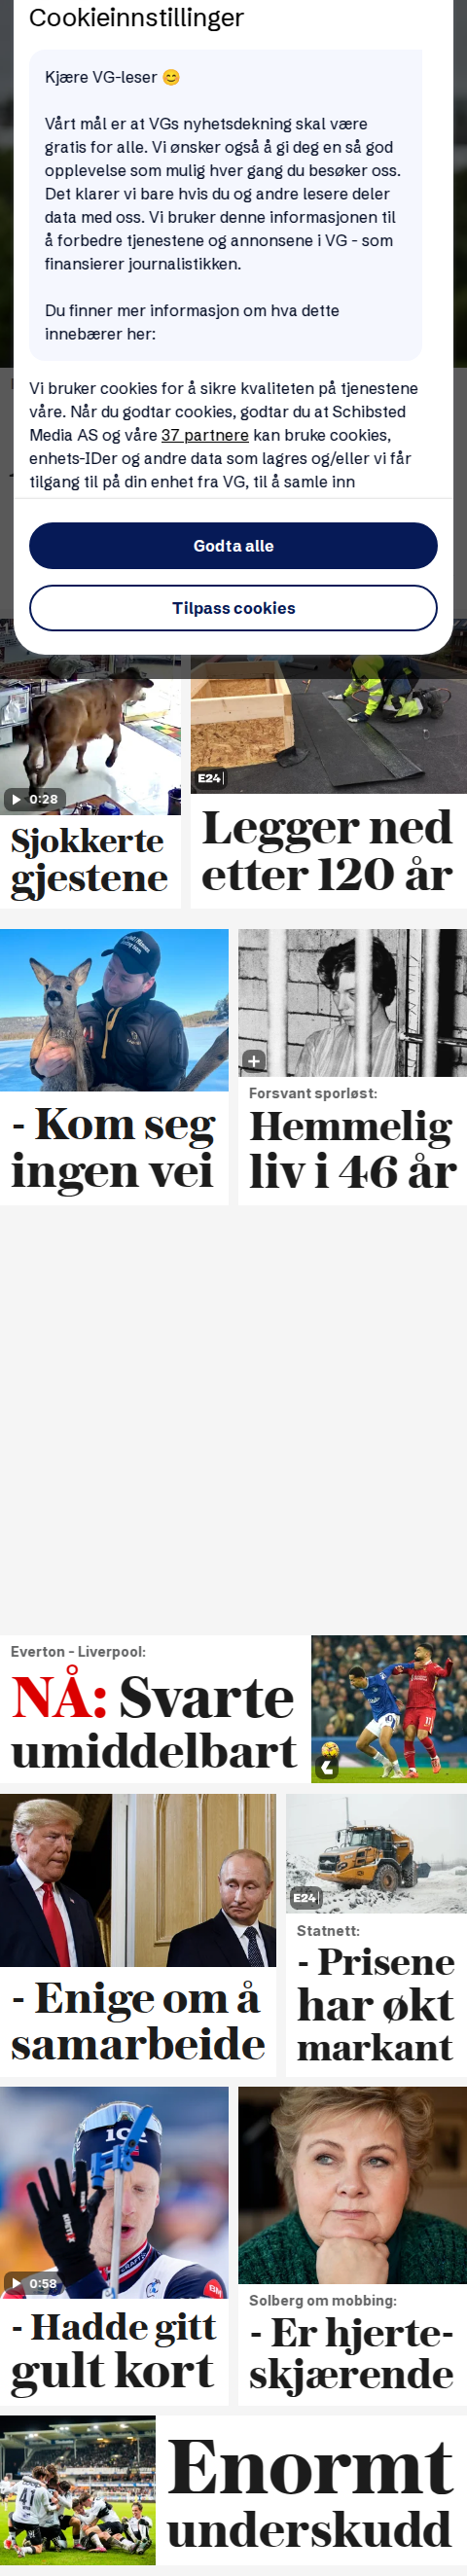 Cookieinnstillinger
Kjære VG-leser 😊
Vårt mål er at VGs nyhetsdekning skal være
gratis for alle. Vi ønsker også å gi deg en så god
opplevelse som mulig hver gang du besøker oss.
Det klarer vi bare hvis du og andre lesere deler
data med oss. Vi bruker denne informasjonen til
å forbedre tjenestene og annonsene i VG - som
finansierer journalistikken.
Du finner mer informasjon om hva dette
innebærer her:
Vi bruker cookies for å sikre kvaliteten på tjenestene
våre. Når du godtar cookies, godtar du at Schibsted
Media AS og våre 37 partnere kan bruke cookies,
enhets-IDer og andre data som lagres og/eller vi får
tilgang til på din enhet fra VG, til å samle inn
Godta alle
Tilpass cookies
0:28
Sjokkerte
gjestene
E24
Legger ned
etter 120 år
- Kom seg
ingen vei
Forsvant sporløst:
Hemmelig
liv i 46 år
Everton - Liverpool:
NÅ: Svarte
umiddelbart
- Enige om å
samarbeide
E24
Statnett:
- Prisene
har økt
markant
0:58
- Hadde gitt
gult kort
Solberg om mobbing:
- Er hjerte-
skjærende
Enormt
underskudd